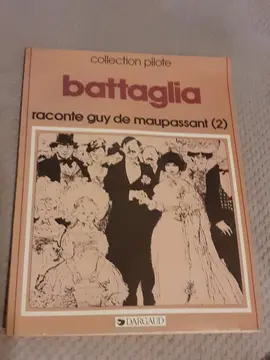 collection pilote
battaglia
raconte guy de maupassant (2)
DARGAUD